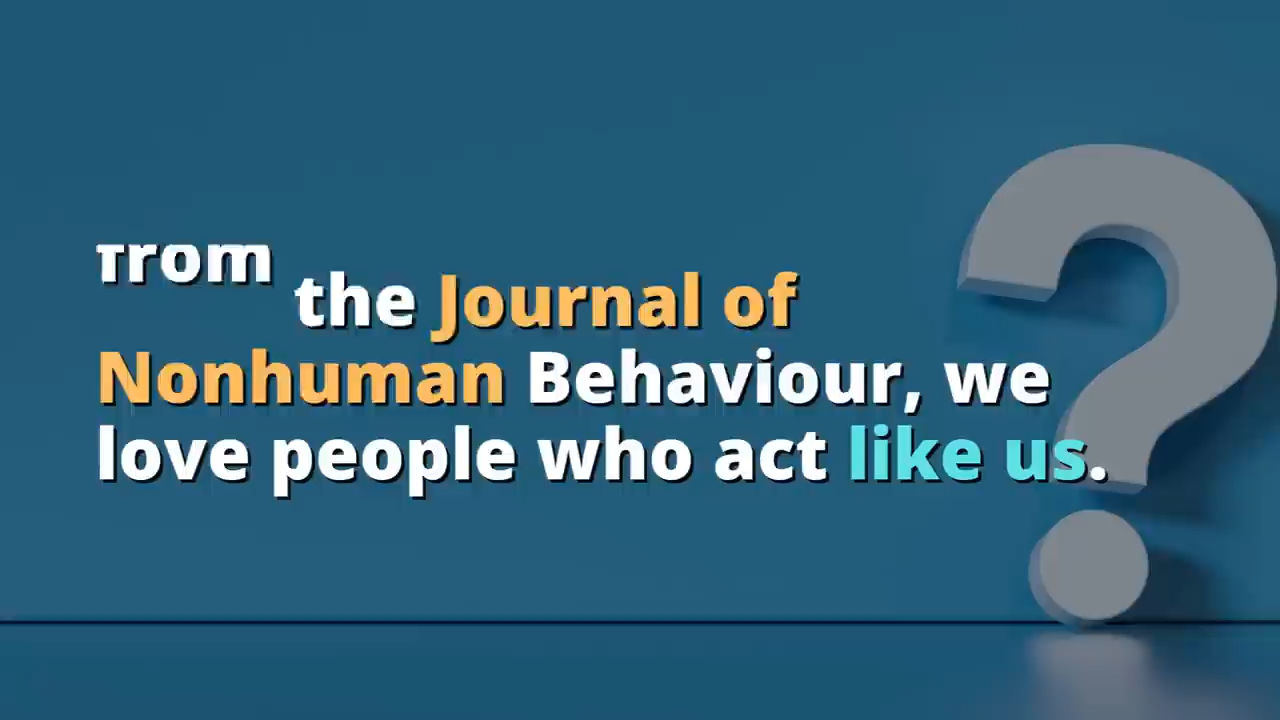 from the Journal of
Nonhuman Behaviour, we
love people who act like us.